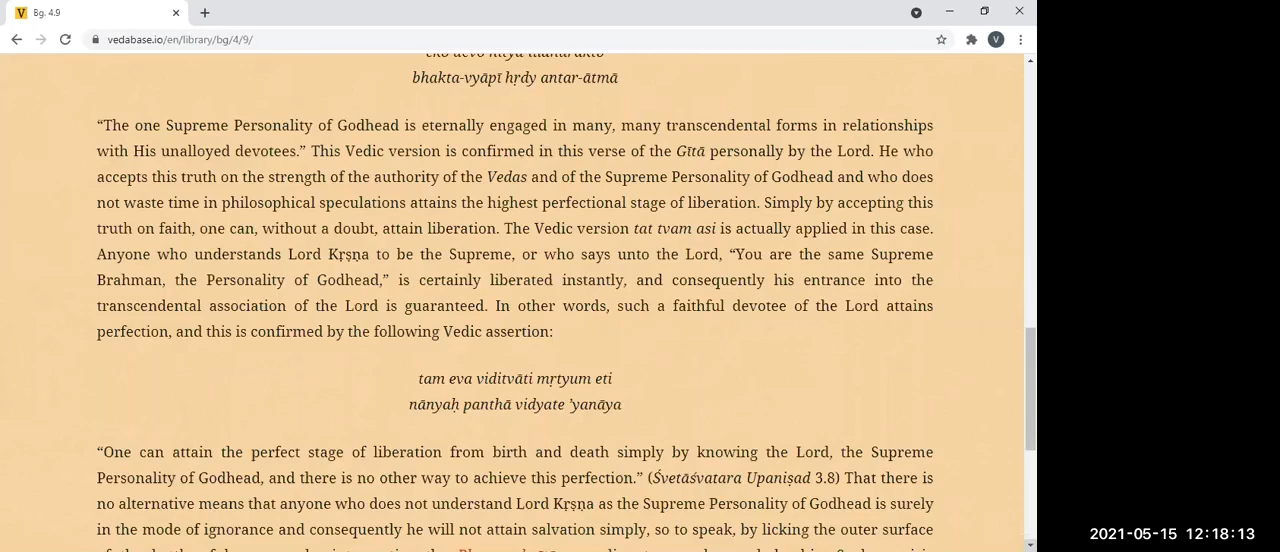 Bg. 4.9
vedabase.io/en/library/bg/4/9/
V
bhakta-vyāpī hṛdy antar-ātmā
“The one Supreme Personality of Godhead is eternally engaged in many, many transcendental forms in relationships
with His unalloyed devotees.” This Vedic version is confirmed in this verse of the Gītā personally by the Lord. He who
accepts this truth on the strength of the authority of the Vedas and of the Supreme Personality of Godhead and who does
not waste time in philosophical speculations attains the highest perfectional stage of liberation. Simply by accepting this
truth on faith, one can, without a doubt, attain liberation. The Vedic version tat tvam asi is actually applied in this case.
Anyone who understands Lord Kṛṣṇa to be the Supreme, or who says unto the Lord, “You are the same Supreme
Brahman, the Personality of Godhead,” is certainly liberated instantly, and consequently his entrance into the
transcendental association of the Lord is guaranteed. In other words, such a faithful devotee of the Lord attains
perfection, and this is confirmed by the following Vedic assertion:
tam eva viditvāti mṛtyum eti
nānyaḥ panthā vidyate ’yanāya
“One can attain the perfect stage of liberation from birth and death simply by knowing the Lord, the Supreme
Personality of Godhead, and there is no other way to achieve this perfection.” (Śvetāśvatara Upaniṣad 3.8) That there is
no alternative means that anyone who does not understand Lord Kṛṣṇa as the Supreme Personality of Godhead is surely
in the mode of ignorance and consequently he will not attain salvation simply, so to speak, by licking the outer surface
2021-05-15 12:18:13